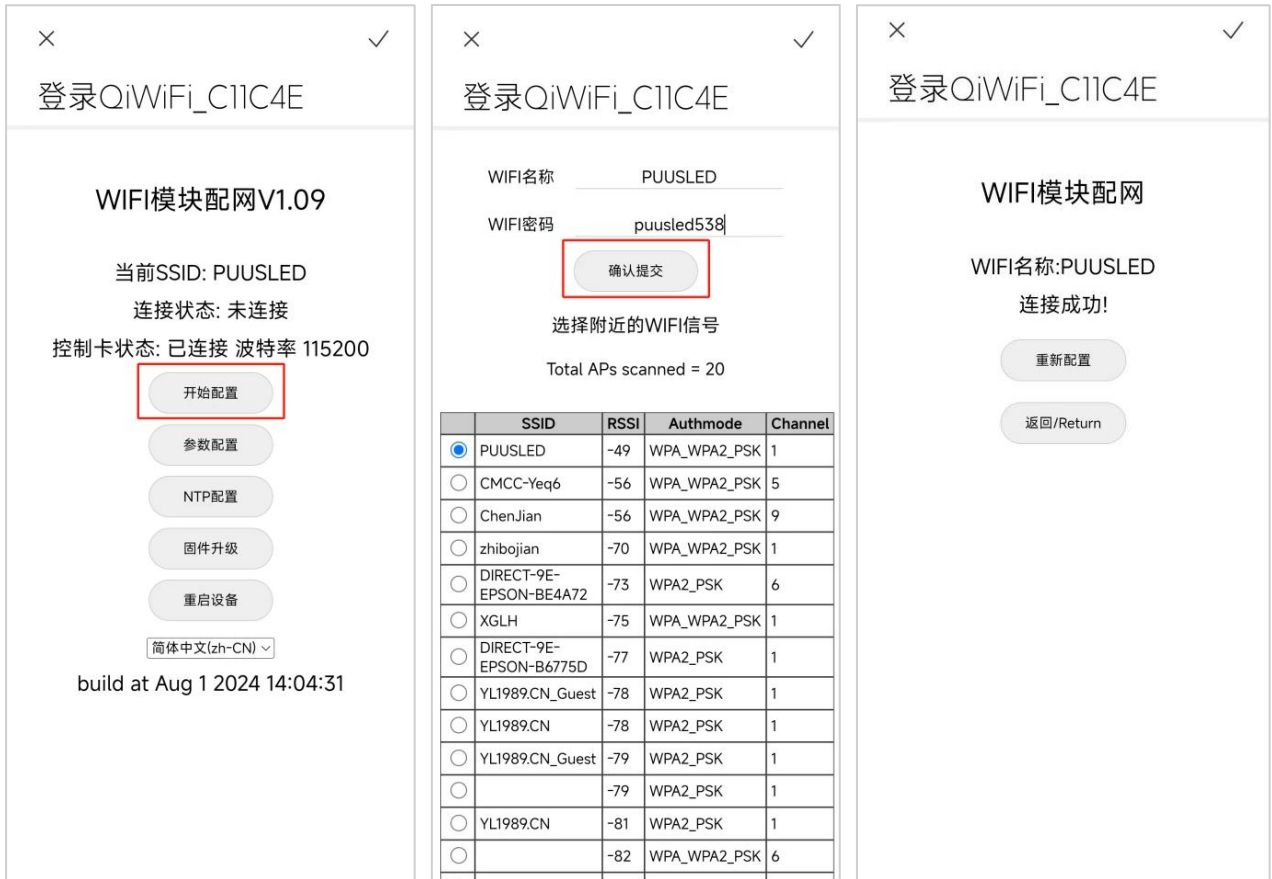 登录QiWiFi_C11C4E
WIFI模块配网V1.09
当前SSID: PUUSLED
连接状态: 未连接
控制卡状态: 已连接 波特率 115200
开始配置
参数配置
NTP配置
固件升级
重启设备
简体中文(zh-CN)
build at Aug 1 2024 14:04:31
登录QiWiFi_C11C4E
WIFI名称 PUUSLED
WIFI密码 puusled538
确认提交
选择附近的WIFI信号
Total APs scanned = 20
SSID RSSI Authmode Channel
PUUSLED -49 WPA_WPA2_PSK 1
CMCC-Yeq6 -56 WPA_WPA2_PSK 5
ChenJian -56 WPA_WPA2_PSK 9
zhibojian -70 WPA_WPA2_PSK 1
DIRECT-9E-
EPSON-BE4A72 -73 WPA2_PSK 6
XGLH -75 WPA_WPA2_PSK 1
DIRECT-9E-
EPSON-B6775D -77 WPA2_PSK 1
YL1989.CN_Guest -78 WPA2_PSK 1
YL1989.CN -78 WPA2_PSK 1
YL1989.CN_Guest -79 WPA2_PSK 1
-79 WPA2_PSK 1
YL1989.CN -81 WPA2_PSK 1
-82 WPA_WPA2_PSK 6
登录QiWiFi_C11C4E
WIFI模块配网
WIFI名称:PUUSLED
连接成功!
重新配置
返回/Return